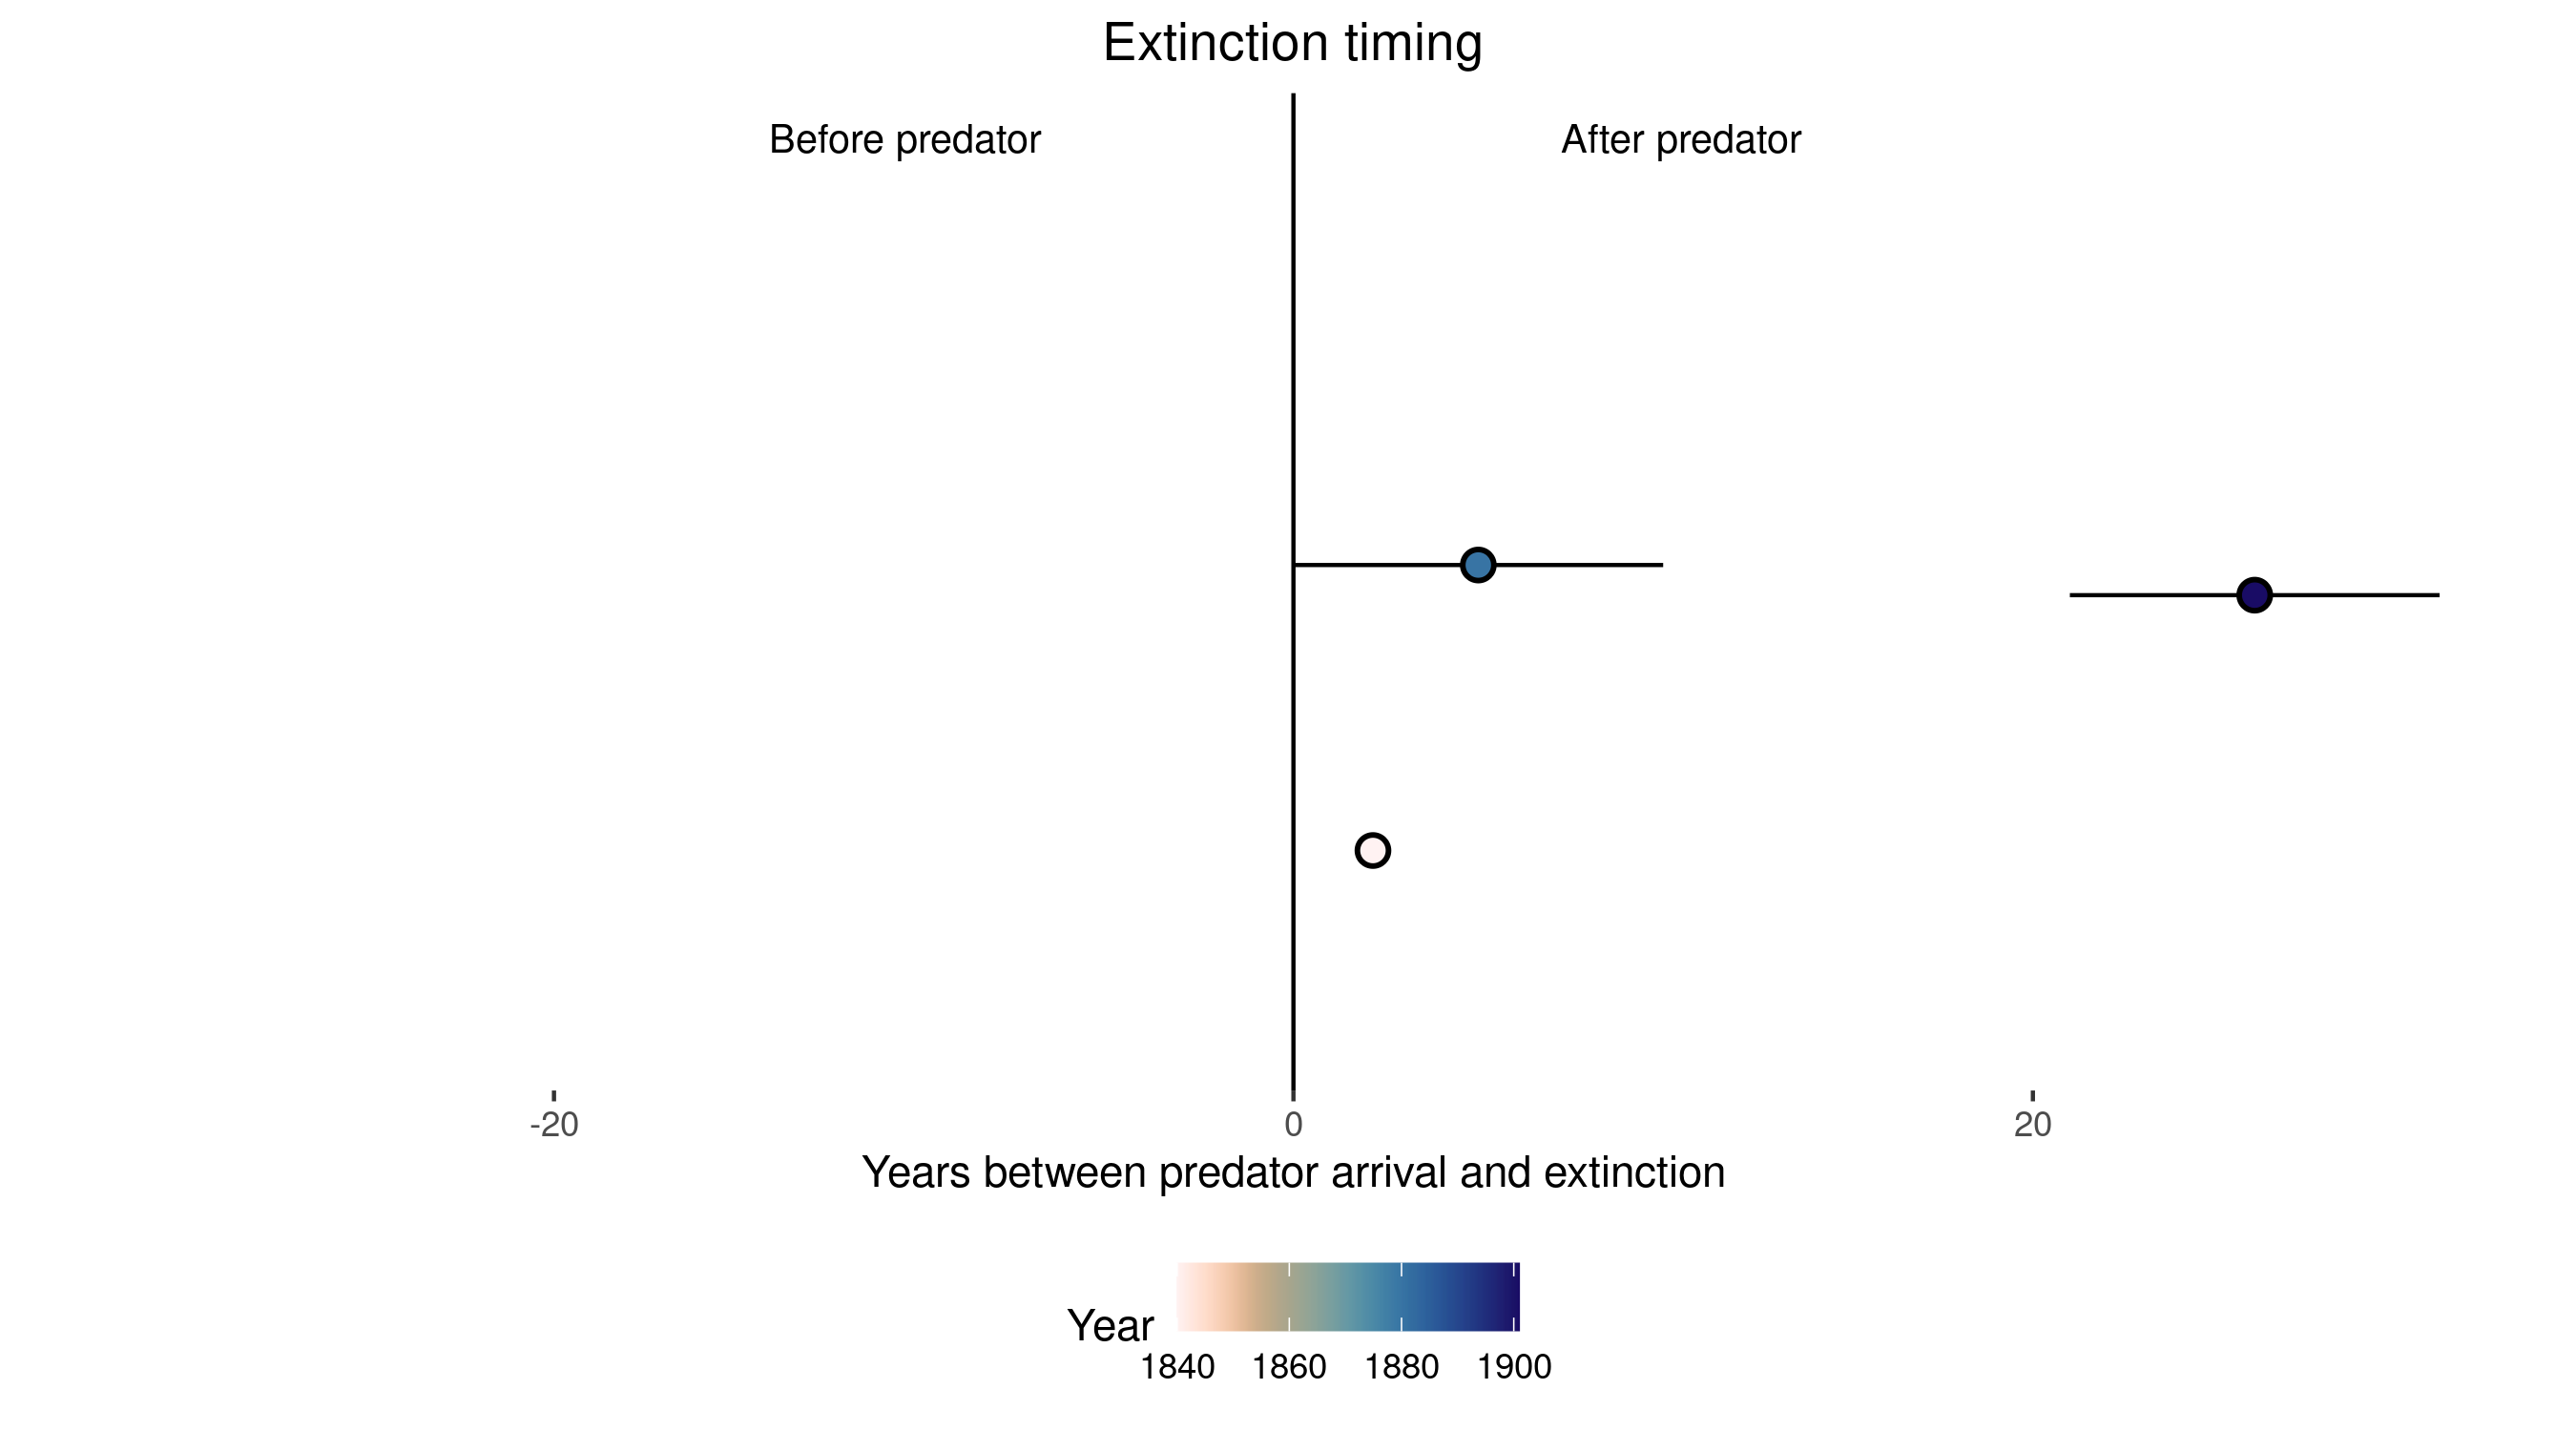 Extinction timing
Before predator After predator
-20 0 20
Years between predator arrival and extinction
Year
1840 1860 1880 1900